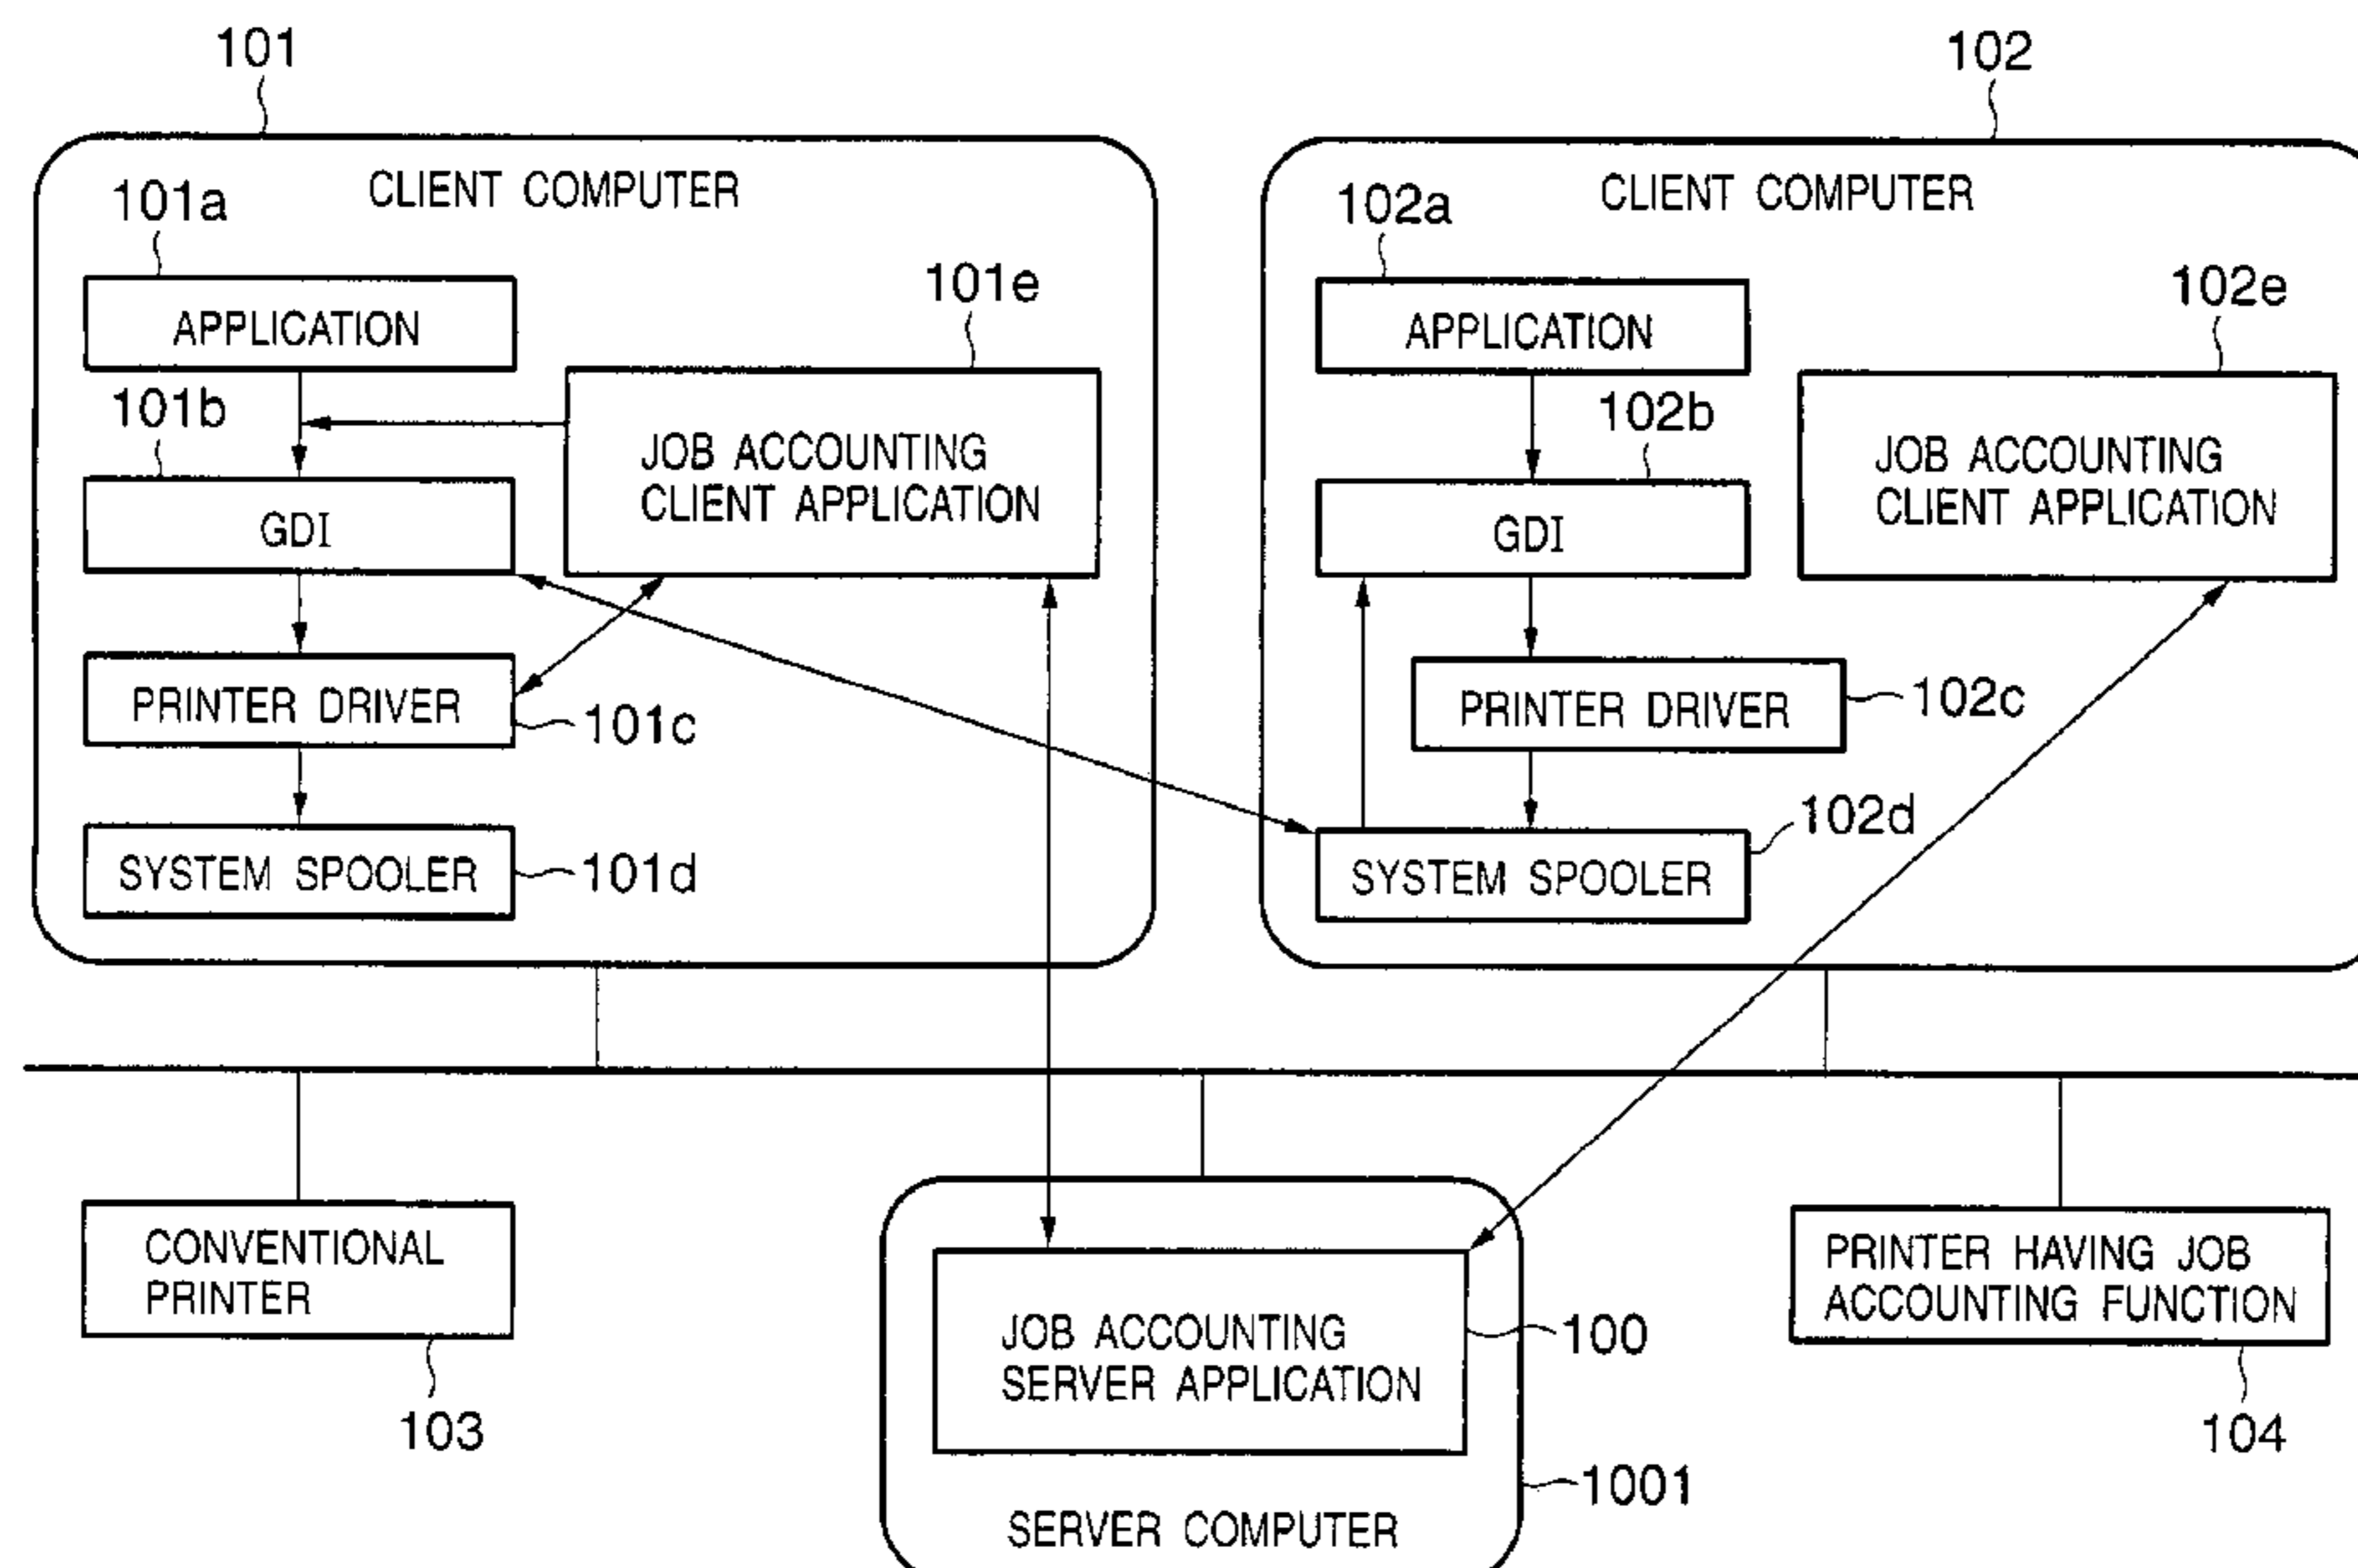 101
102
CLIENT COMPUTER
CLIENT COMPUTER
101a
102a
101e
102e
APPLICATION
APPLICATION
101b
102b
JOB ACCOUNTING
CLIENT APPLICATION
JOB ACCOUNTING
CLIENT APPLICATION
GDI
GDI
PRINTER DRIVER
101c
PRINTER DRIVER
102c
SYSTEM SPOOLER
101d
SYSTEM SPOOLER
102d
CONVENTIONAL
PRINTER
103
JOB ACCOUNTING
SERVER APPLICATION
100
PRINTER HAVING JOB
ACCOUNTING FUNCTION
104
1001
SERVER COMPUTER